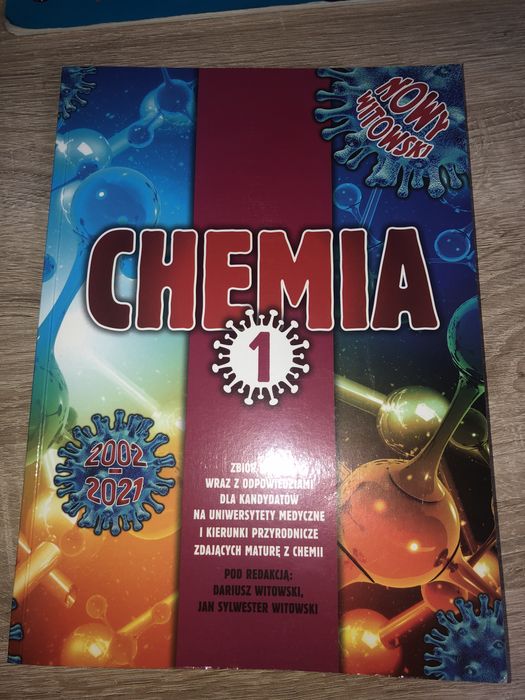 NOWY
WITOWSKI
CHEMIA
1
2002
–
2021
ZBIÓR
WRAZ Z ODPOWIEDZIAMI
DLA KANDYDATÓW
NA UNIWERSYTETY MEDYCZNE
I KIERUNKI PRZYRODNICZE
ZDAJĄCYCH MATURĘ Z CHEMII
POD REDAKCJĄ:
DARIUSZ WITOWSKI,
JAN SYLWESTER WITOWSKI